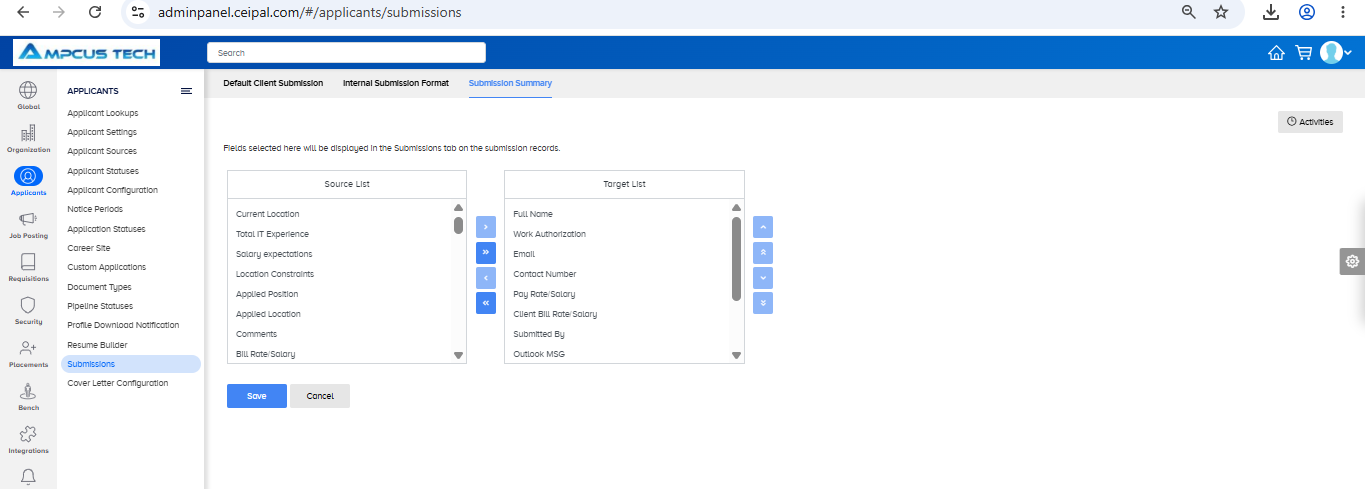 adminpanel.ceipal.com/#/applicants/submissions
AMPCUS TECH
Search
Global
Organization
Applicants
Job Posting
Requisitions
Security
Placements
Bench
Integrations
APPLICANTS
Applicant Lookups
Applicant Settings
Applicant Sources
Applicant Statuses
Applicant Configuration
Notice Periods
Application Statuses
Career Site
Custom Applications
Document Types
Pipeline Statuses
Profile Download Notification
Resume Builder
Submissions
Cover Letter Configuration
Default Client Submission
Internal Submission Format
Submission Summary
Activities
Fields selected here will be displayed in the Submissions tab on the submission records.
Source List
Current Location
Total IT Experience
Salary expectations
Location Constraints
Applied Position
Applied Location
Comments
Bill Rate/Salary
Target List
Full Name
Work Authorization
Email
Contact Number
Pay Rate/Salary
Client Bill Rate/Salary
Submitted By
Outlook MSG
Save
Cancel